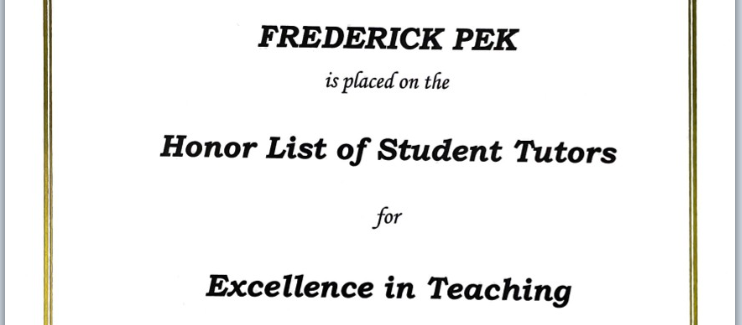 FREDERICK PEK
is placed on the
Honor List of Student Tutors
for
Excellence in Teaching